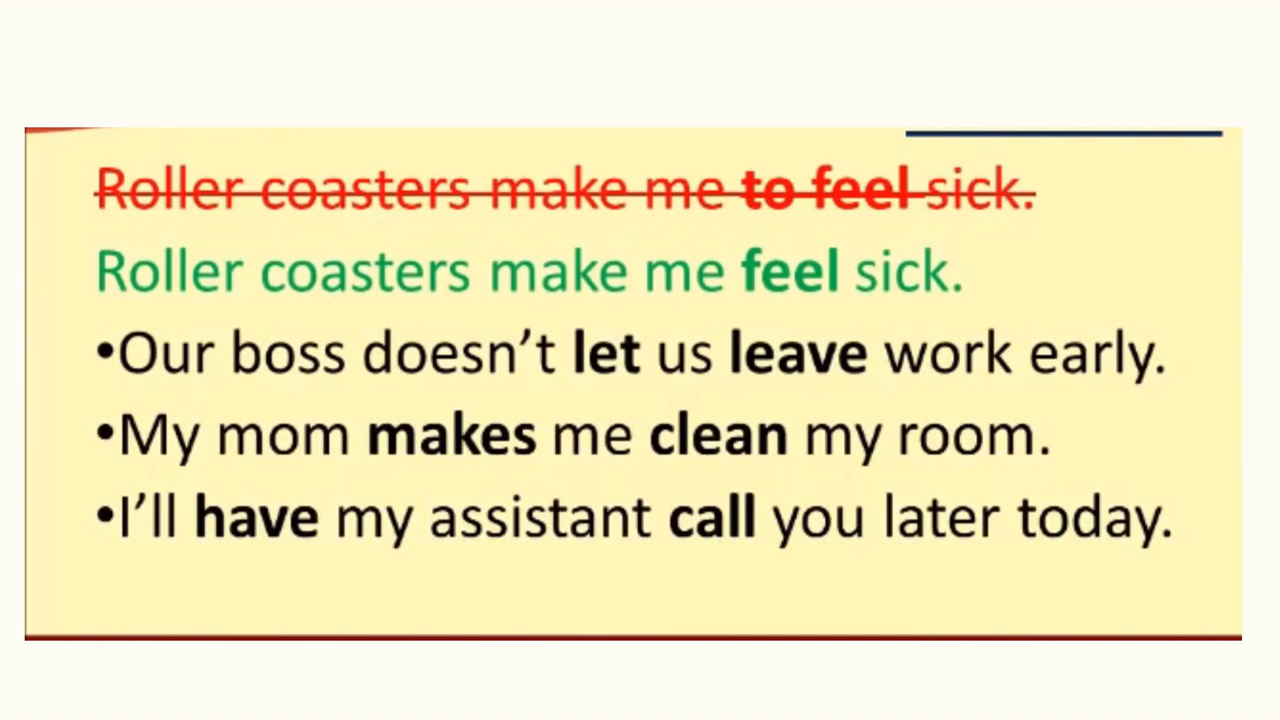 Roller coasters make me to feel sick.
Roller coasters make me feel sick.
•Our boss doesn’t let us leave work early.
•My mom makes me clean my room.
•I’ll have my assistant call you later today.